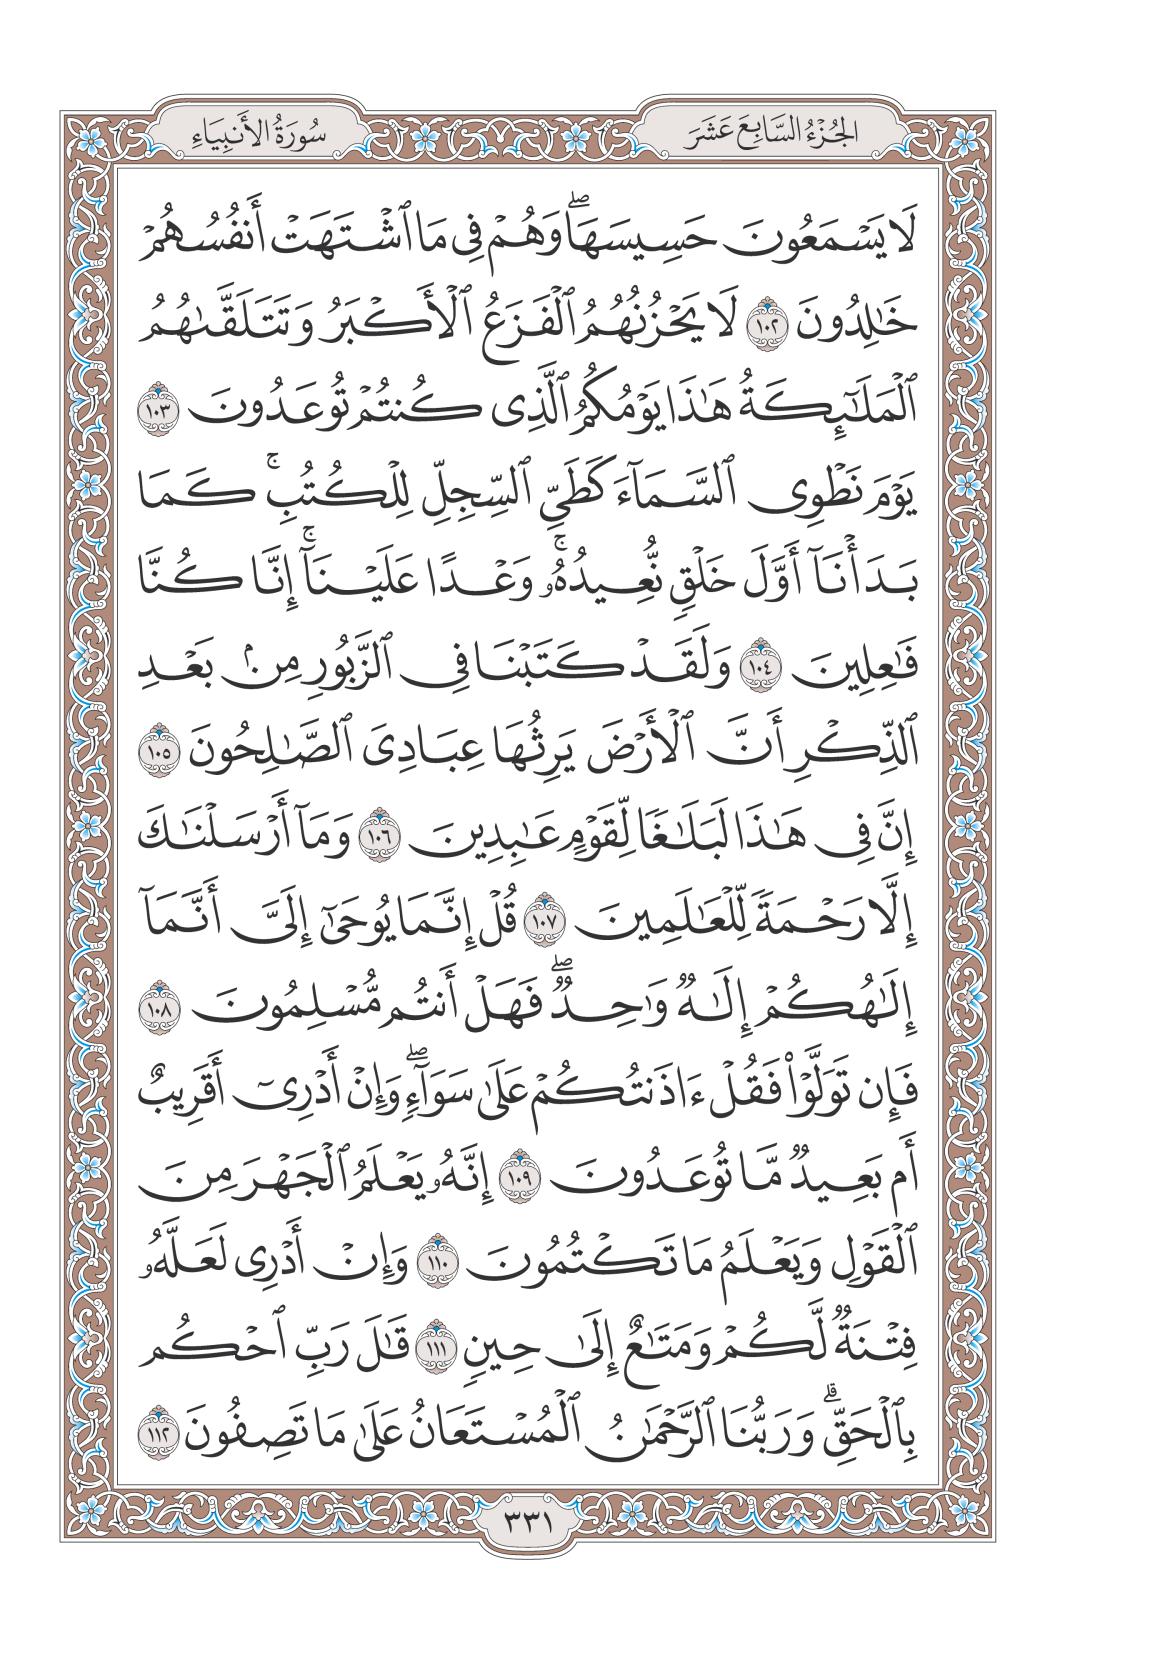 الجُزْءُ السَّابِعَ عَشَرَ
سُورَةُ الأَنبِيَاءِ
لَا يَسْمَعُونَ حَسِيسَهَاۖ وَهُمْ فِى مَا ٱشْتَهَتْ أَنفُسُهُمْ
خَٰلِدُونَ ١٠٢ لَا يَحْزُنُهُمُ ٱلْفَزَعُ ٱلْأَكْبَرُ وَتَتَلَقَّىٰهُمُ
ٱلْمَلَٰٓئِكَةُ هَٰذَا يَوْمُكُمُ ٱلَّذِى كُنتُمْ تُوعَدُونَ ١٠٣
يَوْمَ نَطْوِى ٱلسَّمَآءَ كَطَىِّ ٱلسِّجِلِّ لِلْكُتُبِۚ كَمَا
بَدَأْنَآ أَوَّلَ خَلْقٍ نُّعِيدُهُۥۚ وَعْدًا عَلَيْنَآۚ إِنَّا كُنَّا
فَٰعِلِينَ ١٠٤ وَلَقَدْ كَتَبْنَا فِى ٱلزَّبُورِ مِنۢ بَعْدِ
ٱلذِّكْرِ أَنَّ ٱلْأَرْضَ يَرِثُهَا عِبَادِىَ ٱلصَّٰلِحُونَ ١٠٥
إِنَّ فِى هَٰذَا لَبَلَٰغًا لِّقَوْمٍ عَٰبِدِينَ ١٠٦ وَمَآ أَرْسَلْنَٰكَ
إِلَّا رَحْمَةً لِّلْعَٰلَمِينَ ١٠٧ قُلْ إِنَّمَا يُوحَىٰٓ إِلَىَّ أَنَّمَآ
إِلَٰهُكُمْ إِلَٰهٌ وَٰحِدٌۖ فَهَلْ أَنتُم مُّسْلِمُونَ ١٠٨
فَإِن تَوَلَّوْا۟ فَقُلْ ءَاذَنتُكُمْ عَلَىٰ سَوَآءٍۖ وَإِنْ أَدْرِىٓ أَقَرِيبٌ
أَم بَعِيدٌ مَّا تُوعَدُونَ ١٠٩ إِنَّهُۥ يَعْلَمُ ٱلْجَهْرَ مِنَ
ٱلْقَوْلِ وَيَعْلَمُ مَا تَكْتُمُونَ ١١٠ وَإِنْ أَدْرِى لَعَلَّهُۥ
فِتْنَةٌ لَّكُمْ وَمَتَٰعٌ إِلَىٰ حِينٍ ١١١ قَٰلَ رَبِّ ٱحْكُم
بِٱلْحَقِّۗ وَرَبُّنَا ٱلرَّحْمَٰنُ ٱلْمُسْتَعَانُ عَلَىٰ مَا تَصِفُونَ ١١٢
٣٣١